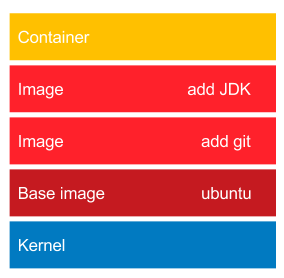 Container
Image add JDK
Image add git
Base image ubuntu
Kernel